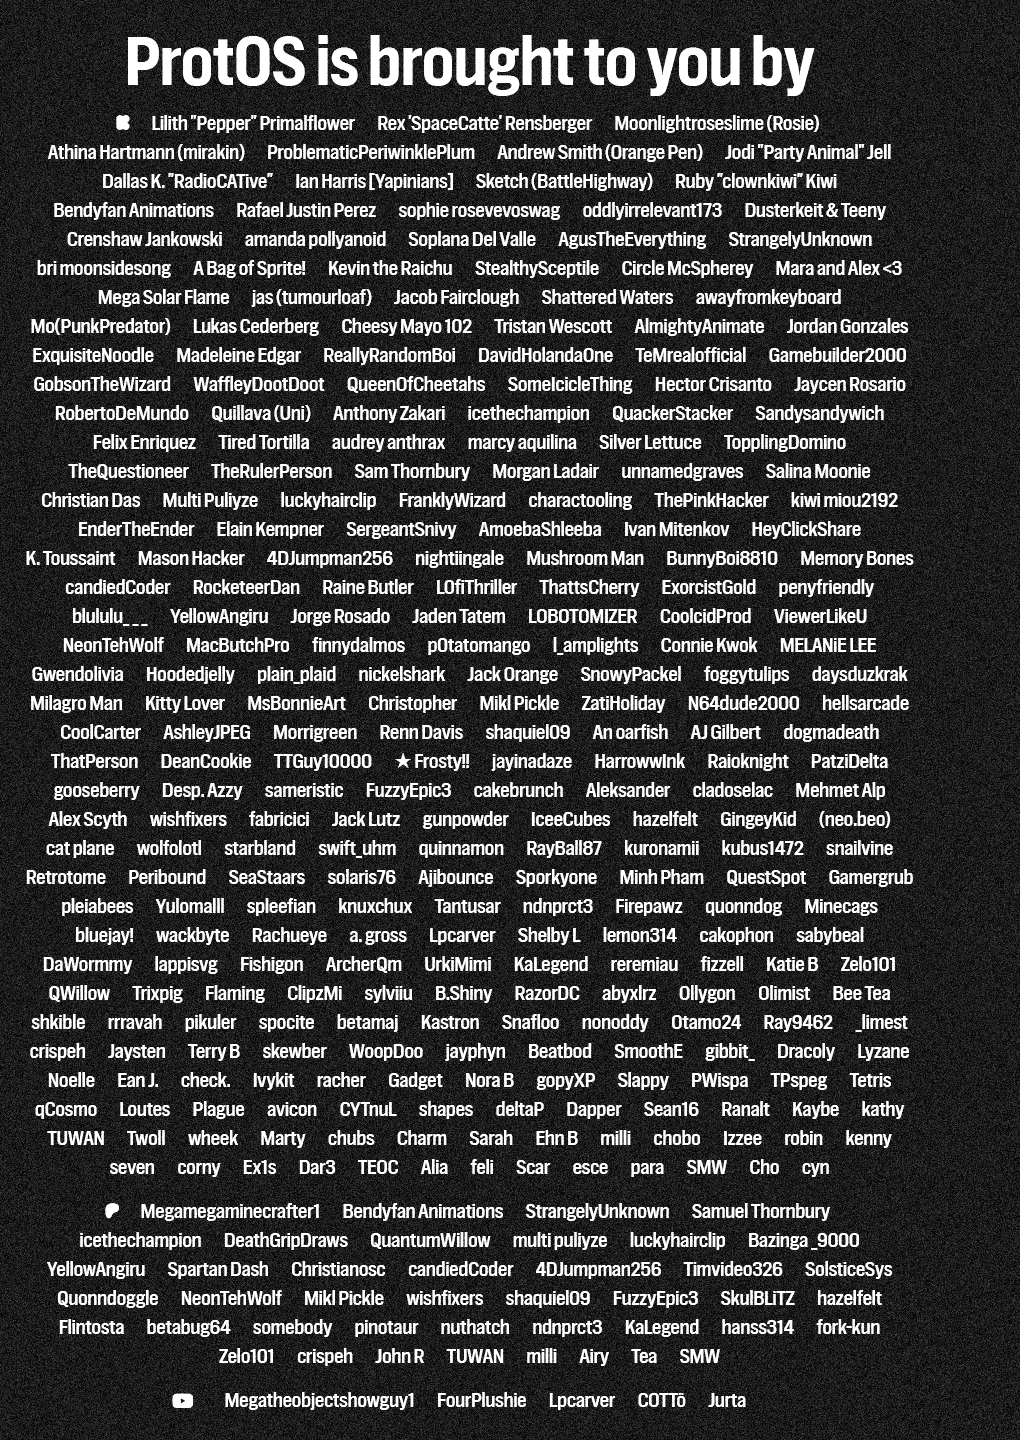 ProtOS is brought to you by
Lilith "Pepper" Primalflower Rex 'SpaceCatte' Rensberger Moonlightroseslime (Rosie)
Athina Hartmann (mirakin) ProblematicPeriwinklePlum Andrew Smith (Orange Pen) Jodi "Party Animal" Jell
Dallas K. "RadioCATive" Ian Harris [Yapinians] Sketch (BattleHighway) Ruby "clownkiwi" Kiwi
Bendyfan Animations Rafael Justin Perez sophie rosevevoswag oddlyirrelevant173 Dusterkeit & Teeny
Crenshaw Jankowski amanda pollyanoid Soplana Del Valle AgusTheEverything StrangelyUnknown
bri moonsidesong A Bag of Sprite! Kevin the Raichu StealthySceptile Circle McSpherey Mara and Alex <3
Mega Solar Flame jas (tumourloaf) Jacob Fairclough Shattered Waters awayfromkeyboard
Mo(PunkPredator) Lukas Cederberg Cheesy Mayo 102 Tristan Wescott AlmightyAnimate Jordan Gonzales
ExquisiteNoodle Madeleine Edgar ReallyRandomBoi DavidHolandaOne TeMrealofficial Gamebuilder2000
GobsonTheWizard WaffleyDootDoot QueenOfCheetahs SomeIcicleThing Hector Crisanto Jaycen Rosario
RobertoDeMundo Quillava (Uni) Anthony Zakari icethechampion QuackerStacker Sandysandywich
Felix Enriquez Tired Tortilla audrey anthrax marcy aquilina Silver Lettuce TopplingDomino
TheQuestioneer TheRulerPerson Sam Thornbury Morgan Ladair unnamedgraves Salina Moonie
Christian Das Multi Puliyze luckyhairclip FranklyWizard charactooling ThePinkHacker kiwi miou2192
EnderTheEnder Elain Kempner SergeantSnivy AmoebaShleeba Ivan Mitenkov HeyClickShare
K. Toussaint Mason Hacker 4DJumpman256 nightiingale Mushroom Man BunnyBoi8810 Memory Bones
candiedCoder RocketeerDan Raine Butler L0fiThriller ThattsCherry ExorcistGold penyfriendly
blululu___ YellowAngiru Jorge Rosado Jaden Tatem LOBOTOMIZER CoolcidProd ViewerLikeU
NeonTehWolf MacButchPro finnydalmos p0tatomango l_amplights Connie Kwok MELANiE LEE
Gwendolivia Hoodedjelly plain_plaid nickelshark Jack Orange SnowyPackel foggytulips daysduzkrak
Milagro Man Kitty Lover MsBonnieArt Christopher Mikl Pickle ZatiHoliday N64dude2000 hellsarcade
CoolCarter AshleyJPEG Morrigreen Renn Davis shaquiel09 An oarfish AJ Gilbert dogmadeath
ThatPerson DeanCookie TTGuy10000 ★ Frosty!! jayinadaze HarrowwInk Raioknight PatziDelta
gooseberry Desp. Azzy sameristic FuzzyEpic3 cakebrunch Aleksander cladoselac Mehmet Alp
Alex Scyth wishfixers fabricici Jack Lutz gunpowder IceeCubes hazelfelt GingeyKid (neo.beo)
cat plane wolfolotl starbland swift_uhm quinnamon RayBall87 kuronamii kubus1472 snailvine
Retrotome Peribound SeaStaars solaris76 Ajibounce Sporkyone Minh Pham QuestSpot Gamergrub
pleiabees Yulomalll spleefian knuxchux Tantusar ndnprct3 Firepawz quonndog Minecags
bluejay! wackbyte Rachueye a. gross Lpcarver Shelby L lemon314 cakophon sabybeal
DaWormmy lappisvg Fishigon ArcherQm UrkiMimi KaLegend reremiau fizzell Katie B Zelo101
QWillow Trixpig Flaming ClipzMi sylviiu B.Shiny RazorDC abyxlrz Ollygon Olimist Bee Tea
shkible rrravah pikuler spocite betamaj Kastron Snafloo nonoddy Otamo24 Ray9462 _limest
crispeh Jaysten Terry B skewber WoopDoo jayphyn Beatbod SmoothE gibbit_ Dracoly Lyzane
Noelle Ean J. check. Ivykit racher Gadget Nora B gopyXP Slappy PWispa TPspeg Tetris
qCosmo Loutes Plague avicon CYTnuL shapes deltaP Dapper Sean16 Ranalt Kaybe kathy
TUWAN Twoll wheek Marty chubs Charm Sarah Ehn B milli chobo Izzee robin kenny
seven corny Ex1s Dar3 TEOC Alia feli Scar esce para SMW Cho cyn
Megamegaminecrafter1 Bendyfan Animations StrangelyUnknown Samuel Thornbury
icethechampion DeathGripDraws QuantumWillow multi puliyze luckyhairclip Bazinga _9000
YellowAngiru Spartan Dash Christianosc candiedCoder 4DJumpman256 Timvideo326 SolsticeSys
Quonndoggle NeonTehWolf Mikl Pickle wishfixers shaquiel09 FuzzyEpic3 SkulBLiTZ hazelfelt
Flintosta betabug64 somebody pinotaur nuthatch ndnprct3 KaLegend hanss314 fork-kun
Zelo101 crispeh John R TUWAN milli Airy Tea SMW
Megatheobjectshowguy1 FourPlushie Lpcarver COTTō Jurta